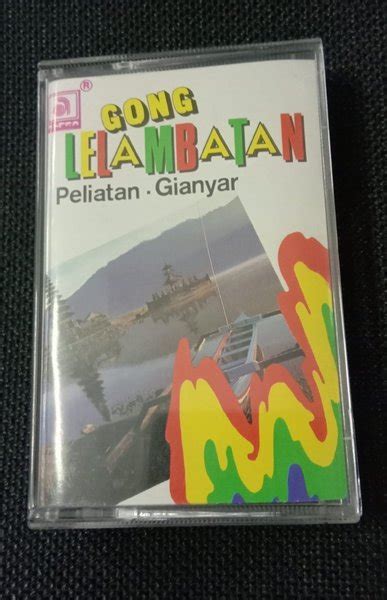 ®
GONG
LELAMBATAN
Peliatan · Gianyar